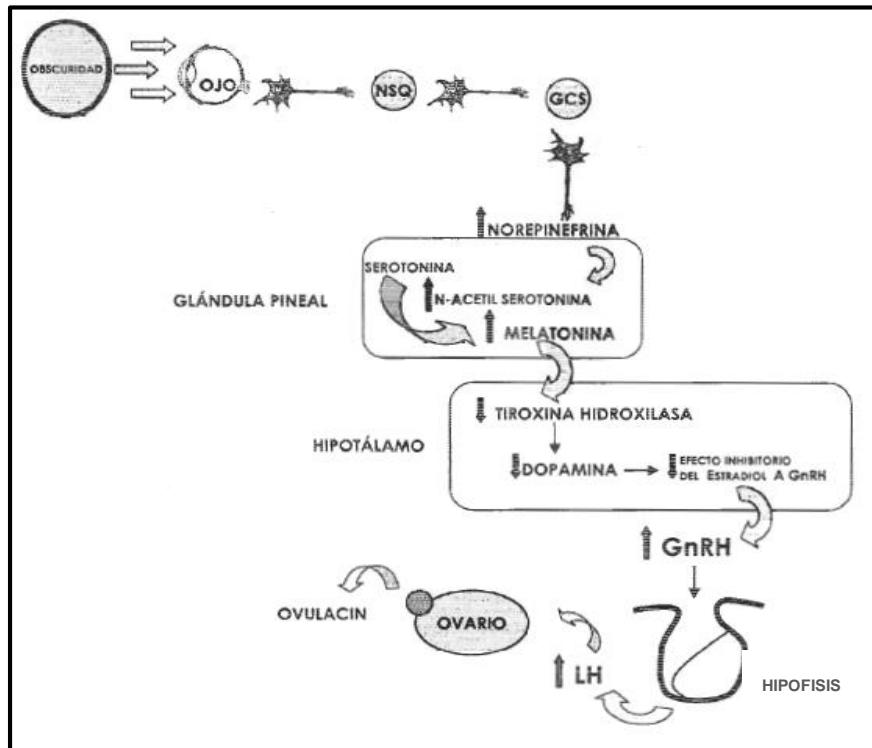 OBSCURIDAD
OJO
NSQ
GCS
NOREPINEFRINA
SEROTONINA
N-ACETIL SEROTONINA
GLÁNDULA PINEAL
MELATONINA
TIROXINA HIDROXILASA
HIPOTÁLAMO
DOPAMINA
EFECTO INHIBITORIO
DEL ESTRADIOL A GnRH
GnRH
OVULACIN
OVARIO
LH
HIPOFISIS